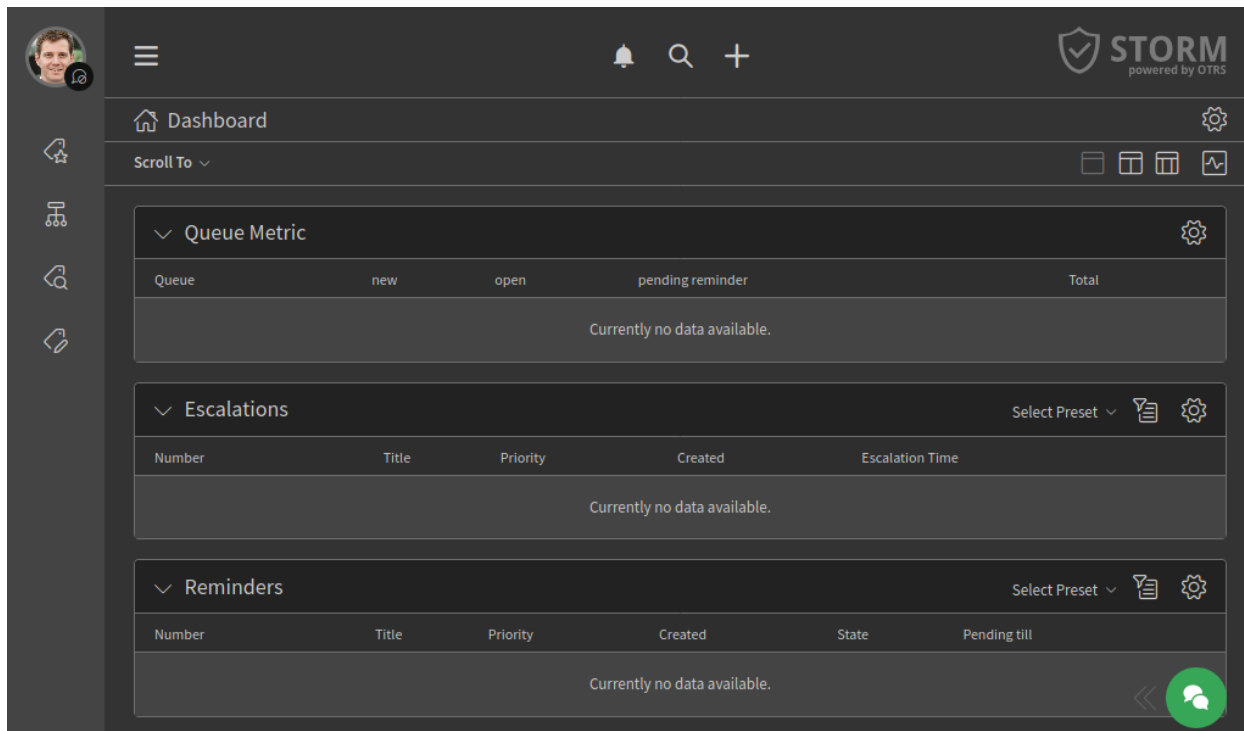 STORM
powered by OTRS
Dashboard
Scroll To
Queue Metric
Queue new open pending reminder Total
Currently no data available.
Escalations Select Preset
Number Title Priority Created Escalation Time
Currently no data available.
Reminders Select Preset
Number Title Priority Created State Pending till
Currently no data available.